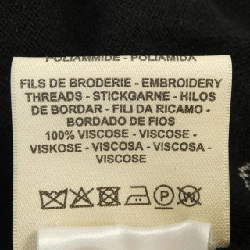 POLIAMMIDE - POLIAMIDA
FILS DE BRODERIE - EMBROIDERY
THREADS - STICKGARNE - HILOS
DE BORDAR - FILI DA RICAMO -
BORDADO DE FIOS
100% VISCOSE - VISCOSE -
VISKOSE - VISCOSA - VISCOSA -
VISCOSE